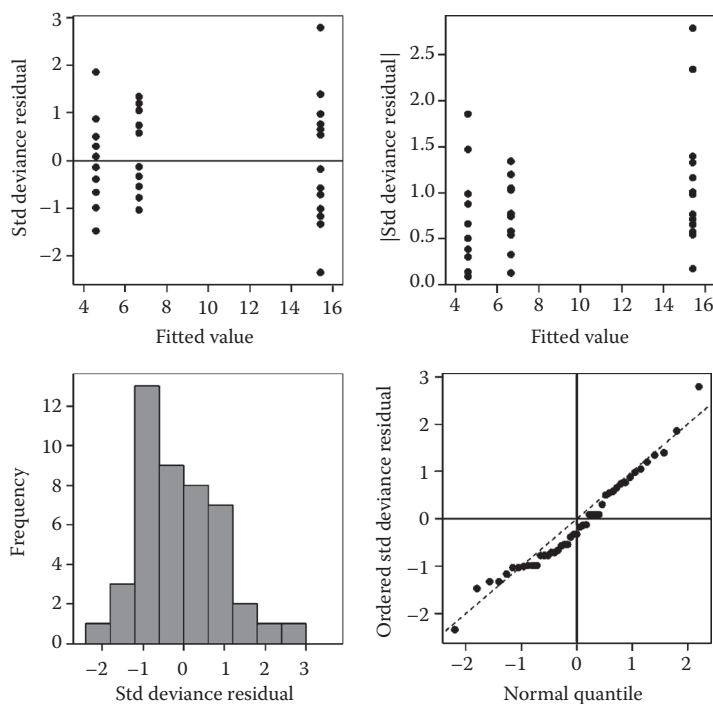 Std deviance residual
3
2
1
0
−1
−2
4 6 8 10 12 14 16
Fitted value
|Std deviance residual|
2.5
2.0
1.5
1.0
0.5
0.0
4 6 8 10 12 14 16
Fitted value
Frequency
12
10
8
6
4
2
0
−2 −1 0 1 2 3
Std deviance residual
Ordered std deviance residual
3
2
1
0
−1
−2
−2 −1 0 1 2
Normal quantile